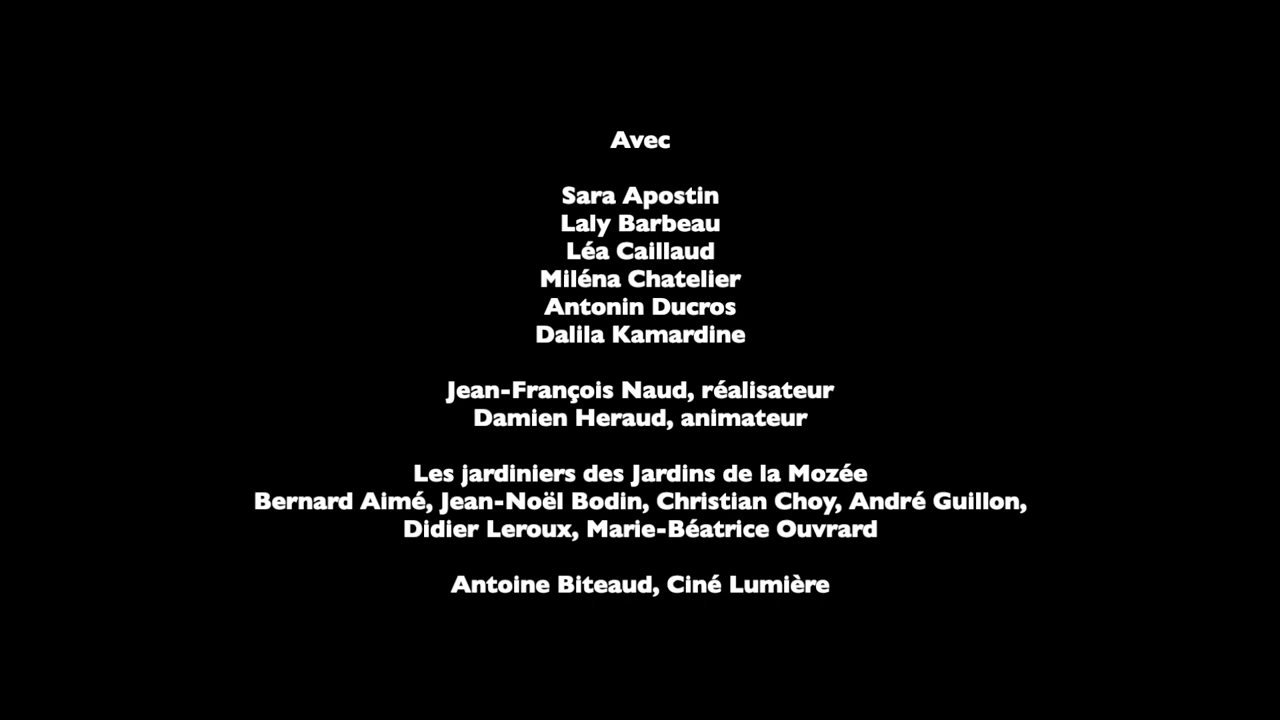 Avec
Sara Apostin
Laly Barbeau
Léa Caillaud
Miléna Chatelier
Antonin Ducros
Dalila Kamardine
Jean-François Naud, réalisateur
Damien Heraud, animateur
Les jardiniers des Jardins de la Mozée
Bernard Aimé, Jean-Noël Bodin, Christian Choy, André Guillon,
Didier Leroux, Marie-Béatrice Ouvrard
Antoine Biteaud, Ciné Lumière